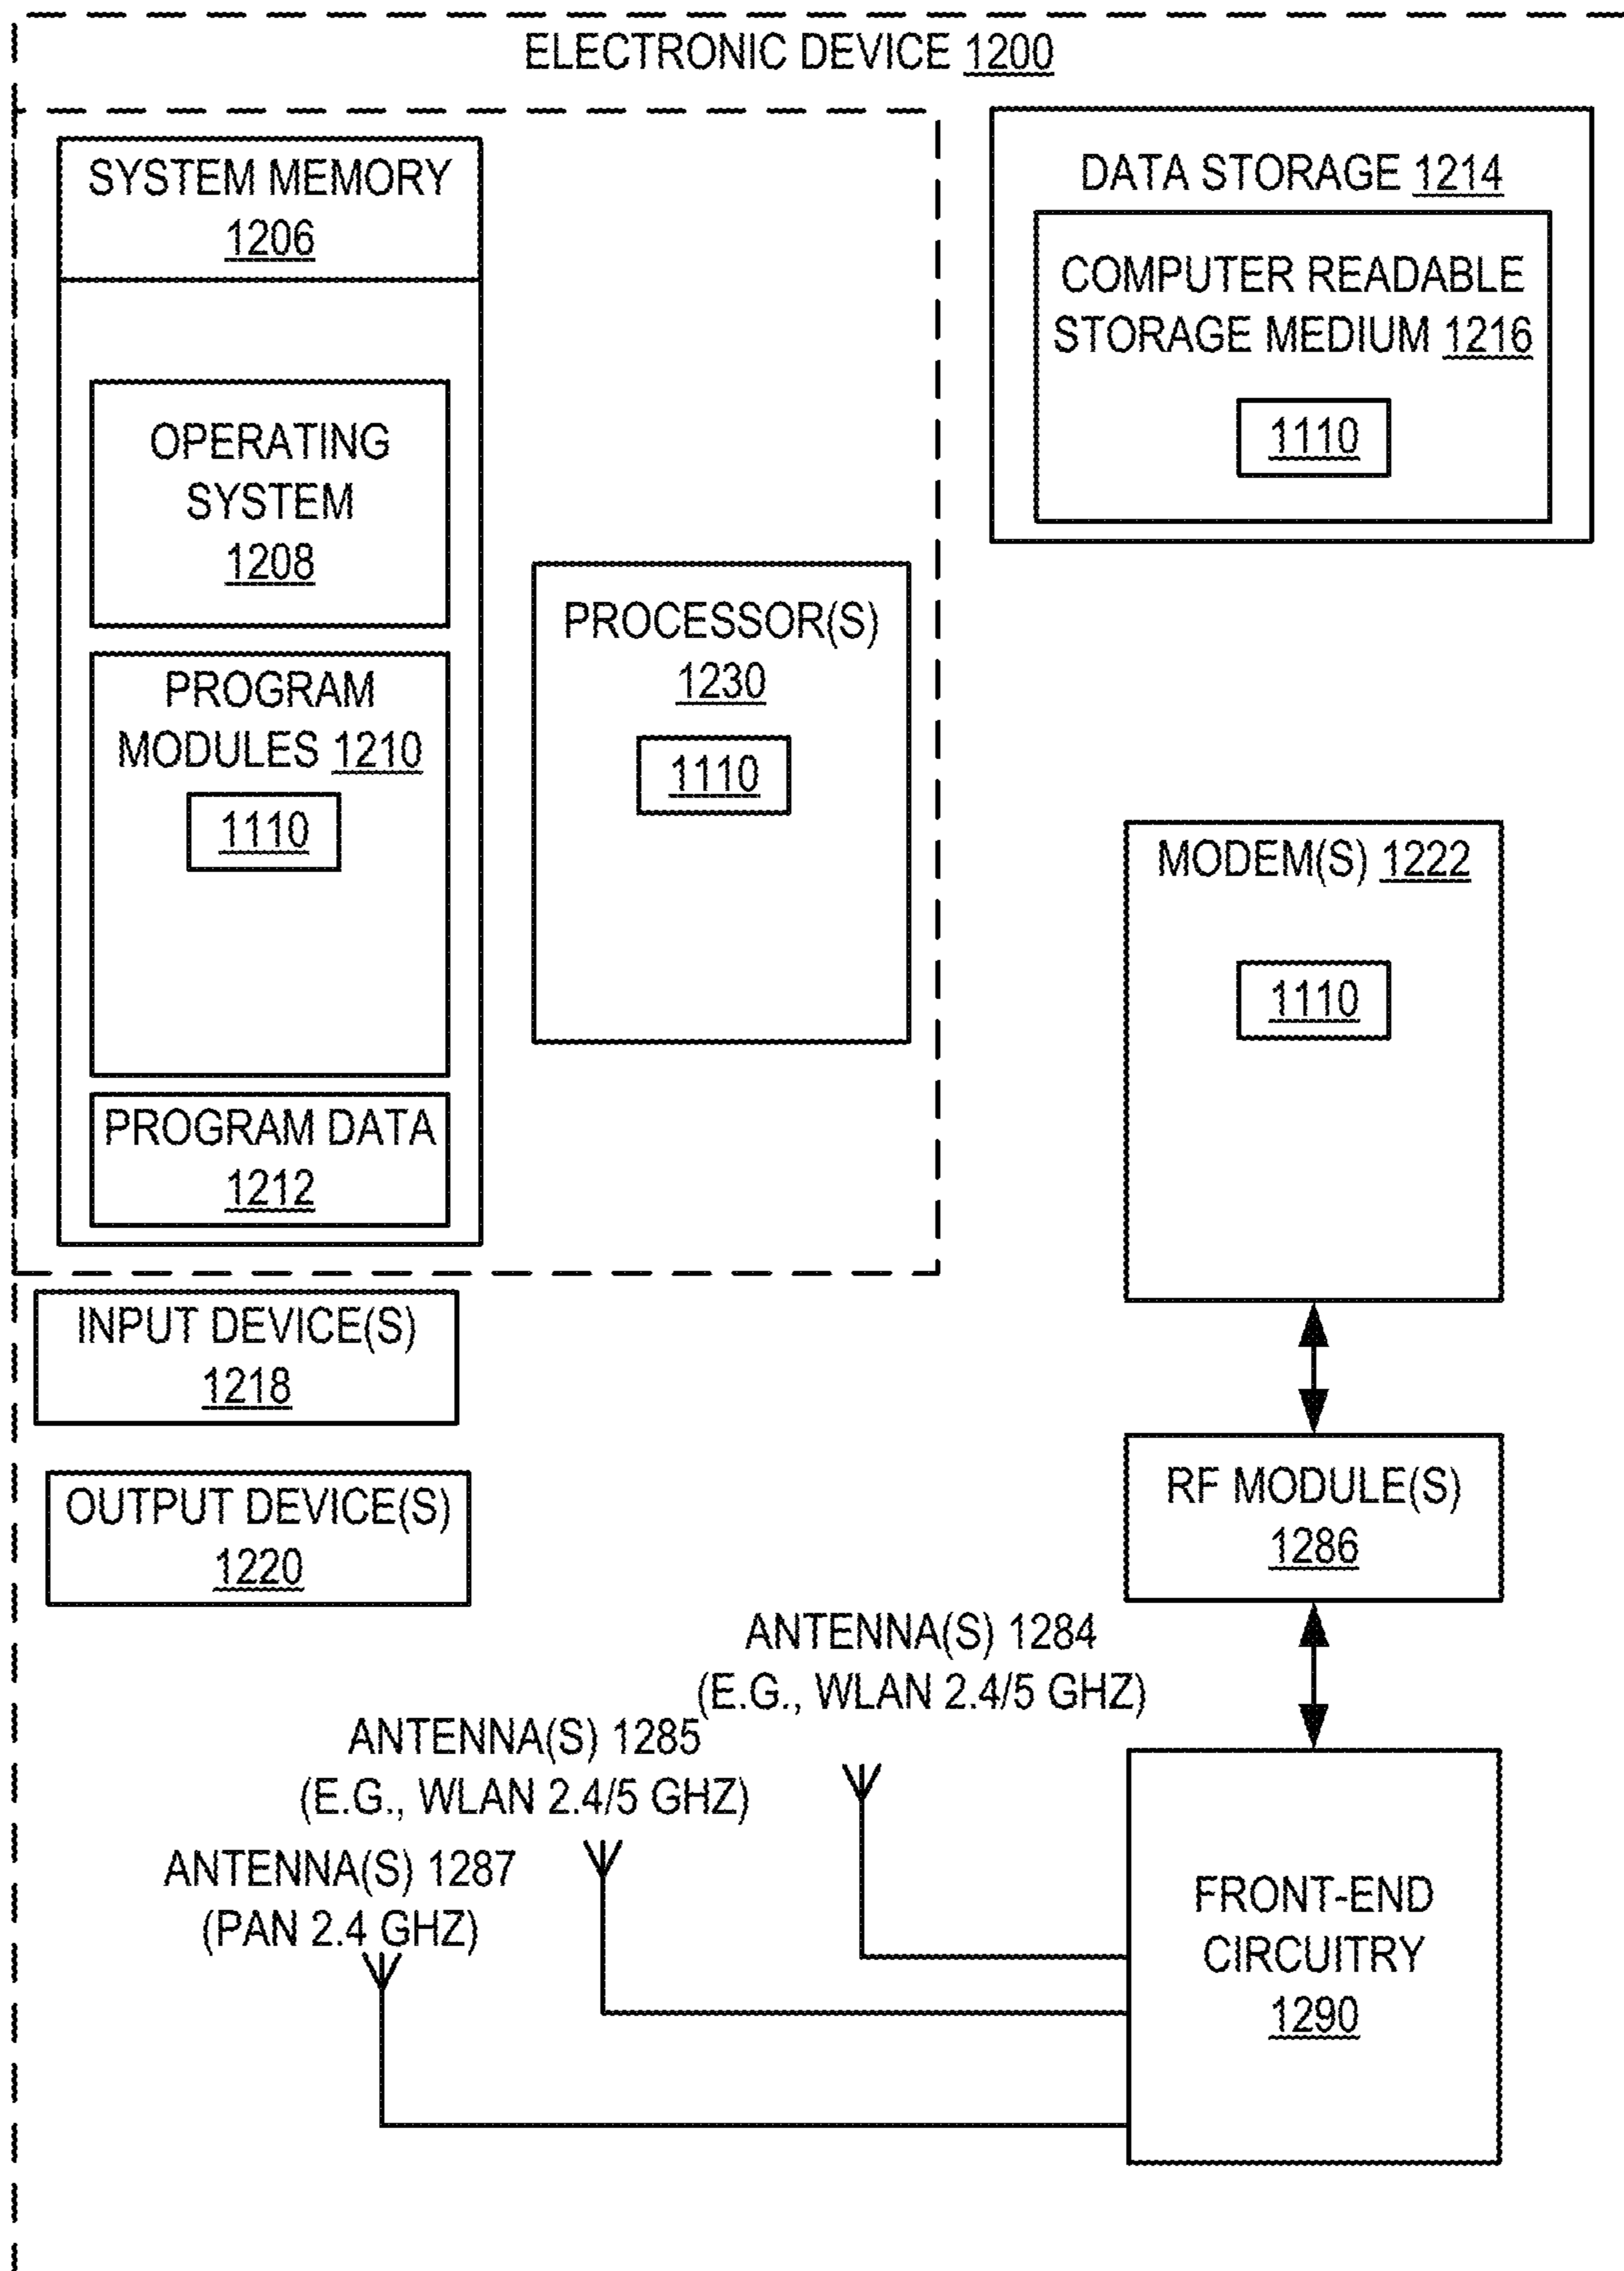 ELECTRONIC DEVICE 1200
SYSTEM MEMORY
1206
OPERATING
SYSTEM
1208
PROGRAM
MODULES 1210
1110
PROGRAM DATA
1212
PROCESSOR(S)
1230
1110
DATA STORAGE 1214
COMPUTER READABLE
STORAGE MEDIUM 1216
1110
MODEM(S) 1222
1110
INPUT DEVICE(S)
1218
OUTPUT DEVICE(S)
1220
RF MODULE(S)
1286
ANTENNA(S) 1284
(E.G., WLAN 2.4/5 GHZ)
ANTENNA(S) 1285
(E.G., WLAN 2.4/5 GHZ)
ANTENNA(S) 1287
(PAN 2.4 GHZ)
FRONT-END
CIRCUITRY
1290